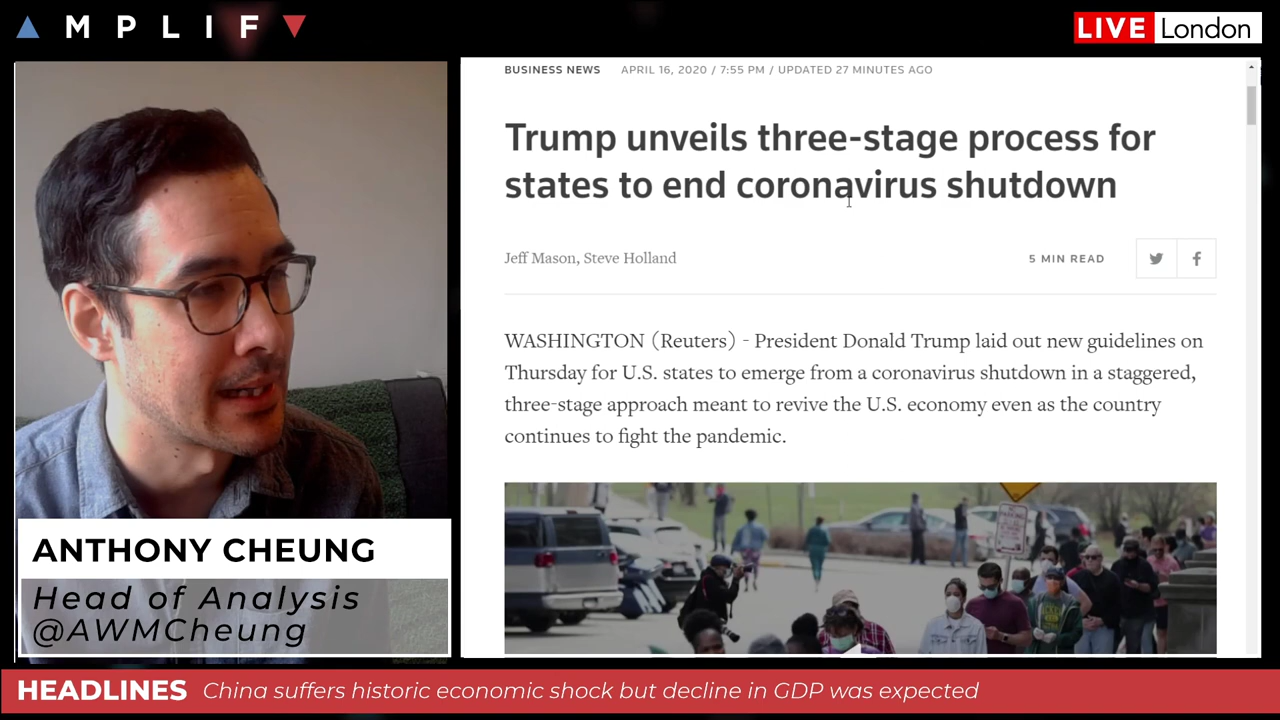 AMPLIFY
LIVE London
BUSINESS NEWS APRIL 16, 2020 / 7:55 PM / UPDATED 27 MINUTES AGO
Trump unveils three-stage process for
states to end coronavirus shutdown
Jeff Mason, Steve Holland
5 MIN READ
WASHINGTON (Reuters) - President Donald Trump laid out new guidelines on
Thursday for U.S. states to emerge from a coronavirus shutdown in a staggered,
three-stage approach meant to revive the U.S. economy even as the country
continues to fight the pandemic.
ANTHONY CHEUNG
Head of Analysis
@AWMCheung
HEADLINES China suffers historic economic shock but decline in GDP was expected